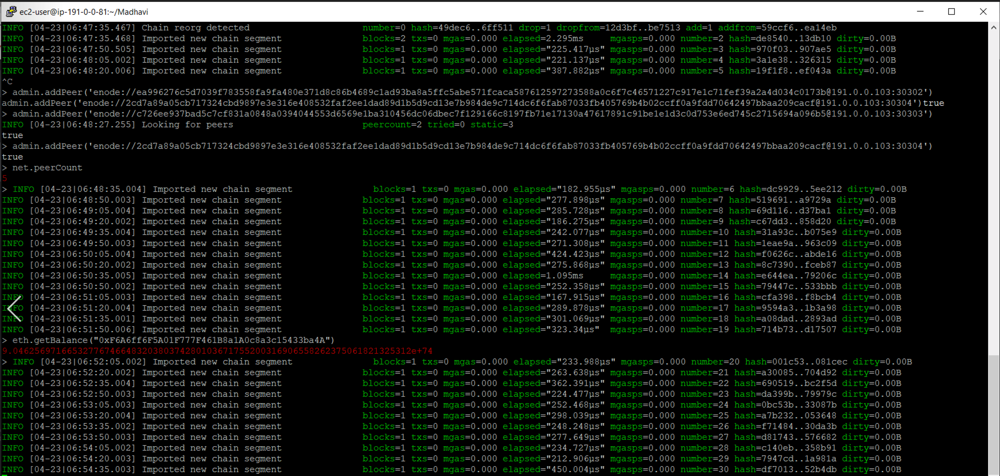 ec2-user@ip-191-0-0-81:~/Madhavi
INFO [04-23|06:47:35.467] Chain reorg detected number=0 hash=49dec6..6ff511 drop=1 dropfrom=12d3bf..be7513 add=1 addfrom=59ccf6..ea14eb
INFO [04-23|06:47:35.468] Imported new chain segment blocks=2 txs=0 mgas=0.000 elapsed=2.295ms mgasps=0.000 number=2 hash=de8540..13db10 dirty=0.00B
INFO [04-23|06:47:50.505] Imported new chain segment blocks=1 txs=0 mgas=0.000 elapsed="225.417µs" mgasps=0.000 number=3 hash=970f03..907ae5 dirty=0.00B
INFO [04-23|06:48:05.002] Imported new chain segment blocks=1 txs=0 mgas=0.000 elapsed="221.137µs" mgasps=0.000 number=4 hash=3a1e38..326315 dirty=0.00B
INFO [04-23|06:48:20.006] Imported new chain segment blocks=1 txs=0 mgas=0.000 elapsed="387.882µs" mgasps=0.000 number=5 hash=19f1f8..ef043a dirty=0.00B
^C
> admin.addPeer('enode://ea996276c5d7039f783558fa9fa480e371d8c86b4689c1ad93ba8a5ffc5abe571fcaca587612597273588a0c6f7c46571227c917e1c71fef39a2a4d034c0173b@191.0.0.103:30302')
admin.addPeer('enode://2cd7a89a05cb717324cbd9897e3e316e408532faf2ee1dad89d1b5d9cd13e7b984de9c714dc6f6fab87033fb405769b4b02ccff0a9fdd70642497bbaa209cacf@191.0.0.103:30304')true
> admin.addPeer('enode://c726ee937bad5c7cf831a0848a0394044553d6569e1ba310456dc06dbec7f129166c8197fb71e17130a47617891c91be1e1d3c0d753e6ed745c2715694a096b5@191.0.0.103:30303')
INFO [04-23|06:48:27.255] Looking for peers peercount=2 tried=0 static=3
true
> admin.addPeer('enode://2cd7a89a05cb717324cbd9897e3e316e408532faf2ee1dad89d1b5d9cd13e7b984de9c714dc6f6fab87033fb405769b4b02ccff0a9fdd70642497bbaa209cacf@191.0.0.103:30304')
true
> net.peerCount
5
> INFO [04-23|06:48:35.004] Imported new chain segment blocks=1 txs=0 mgas=0.000 elapsed="182.955µs" mgasps=0.000 number=6 hash=dc9929..5ee212 dirty=0.00B
INFO [04-23|06:48:50.003] Imported new chain segment blocks=1 txs=0 mgas=0.000 elapsed="277.898µs" mgasps=0.000 number=7 hash=519691..a9729a dirty=0.00B
INFO [04-23|06:49:05.004] Imported new chain segment blocks=1 txs=0 mgas=0.000 elapsed="285.728µs" mgasps=0.000 number=8 hash=69d116..d37ba1 dirty=0.00B
INFO [04-23|06:49:20.002] Imported new chain segment blocks=1 txs=0 mgas=0.000 elapsed="186.275µs" mgasps=0.000 number=9 hash=c67dd3..858d20 dirty=0.00B
INFO [04-23|06:49:35.004] Imported new chain segment blocks=1 txs=0 mgas=0.000 elapsed="242.077µs" mgasps=0.000 number=10 hash=31a93c..b075e9 dirty=0.00B
INFO [04-23|06:49:50.003] Imported new chain segment blocks=1 txs=0 mgas=0.000 elapsed="271.308µs" mgasps=0.000 number=11 hash=1eae9a..963c09 dirty=0.00B
INFO [04-23|06:50:05.004] Imported new chain segment blocks=1 txs=0 mgas=0.000 elapsed="424.423µs" mgasps=0.000 number=12 hash=f0626c..abde16 dirty=0.00B
INFO [04-23|06:50:20.002] Imported new chain segment blocks=1 txs=0 mgas=0.000 elapsed="275.868µs" mgasps=0.000 number=13 hash=8c7390..fceb87 dirty=0.00B
INFO [04-23|06:50:35.005] Imported new chain segment blocks=1 txs=0 mgas=0.000 elapsed=1.095ms mgasps=0.000 number=14 hash=e644ea..79206c dirty=0.00B
INFO [04-23|06:50:50.002] Imported new chain segment blocks=1 txs=0 mgas=0.000 elapsed="252.358µs" mgasps=0.000 number=15 hash=79447c..533bbb dirty=0.00B
INFO [04-23|06:51:05.003] Imported new chain segment blocks=1 txs=0 mgas=0.000 elapsed="167.915µs" mgasps=0.000 number=16 hash=cfa398..f8bcb4 dirty=0.00B
INFO [04-23|06:51:20.004] Imported new chain segment blocks=1 txs=0 mgas=0.000 elapsed="289.878µs" mgasps=0.000 number=17 hash=9594a3..1b3a98 dirty=0.00B
INFO [04-23|06:51:35.001] Imported new chain segment blocks=1 txs=0 mgas=0.000 elapsed="301.069µs" mgasps=0.000 number=18 hash=a08dad..2893ad dirty=0.00B
INFO [04-23|06:51:50.006] Imported new chain segment blocks=1 txs=0 mgas=0.000 elapsed="323.34µs" mgasps=0.000 number=19 hash=714b73..d17507 dirty=0.00B
> eth.getBalance("0xF6A6ff6F5A01F777F461B8a1A0c8a3c15433ba4A")
9.04625697166532776746648320380374280103671755200316906558262375061821325312e+74
> INFO [04-23|06:52:05.002] Imported new chain segment blocks=1 txs=0 mgas=0.000 elapsed="233.988µs" mgasps=0.000 number=20 hash=001c53..081cec dirty=0.00B
INFO [04-23|06:52:20.002] Imported new chain segment blocks=1 txs=0 mgas=0.000 elapsed="263.638µs" mgasps=0.000 number=21 hash=a30085..704d92 dirty=0.00B
INFO [04-23|06:52:35.004] Imported new chain segment blocks=1 txs=0 mgas=0.000 elapsed="362.391µs" mgasps=0.000 number=22 hash=690519..bc2f5d dirty=0.00B
INFO [04-23|06:52:50.003] Imported new chain segment blocks=1 txs=0 mgas=0.000 elapsed="224.477µs" mgasps=0.000 number=23 hash=da399b..79979c dirty=0.00B
INFO [04-23|06:53:05.003] Imported new chain segment blocks=1 txs=0 mgas=0.000 elapsed="252.468µs" mgasps=0.000 number=24 hash=0bc53b..33087b dirty=0.00B
INFO [04-23|06:53:20.004] Imported new chain segment blocks=1 txs=0 mgas=0.000 elapsed="298.039µs" mgasps=0.000 number=25 hash=a7b232..053648 dirty=0.00B
INFO [04-23|06:53:35.002] Imported new chain segment blocks=1 txs=0 mgas=0.000 elapsed="248.248µs" mgasps=0.000 number=26 hash=f71484..30da3b dirty=0.00B
INFO [04-23|06:53:50.003] Imported new chain segment blocks=1 txs=0 mgas=0.000 elapsed="277.649µs" mgasps=0.000 number=27 hash=d81743..576682 dirty=0.00B
INFO [04-23|06:54:05.002] Imported new chain segment blocks=1 txs=0 mgas=0.000 elapsed="234.727µs" mgasps=0.000 number=28 hash=c140eb..358b91 dirty=0.00B
INFO [04-23|06:54:20.003] Imported new chain segment blocks=1 txs=0 mgas=0.000 elapsed="212.906µs" mgasps=0.000 number=29 hash=7947cd..1a981a dirty=0.00B
INFO [04-23|06:54:35.003] Imported new chain segment blocks=1 txs=0 mgas=0.000 elapsed="450.004µs" mgasps=0.000 number=30 hash=df7013..52b4db dirty=0.00B